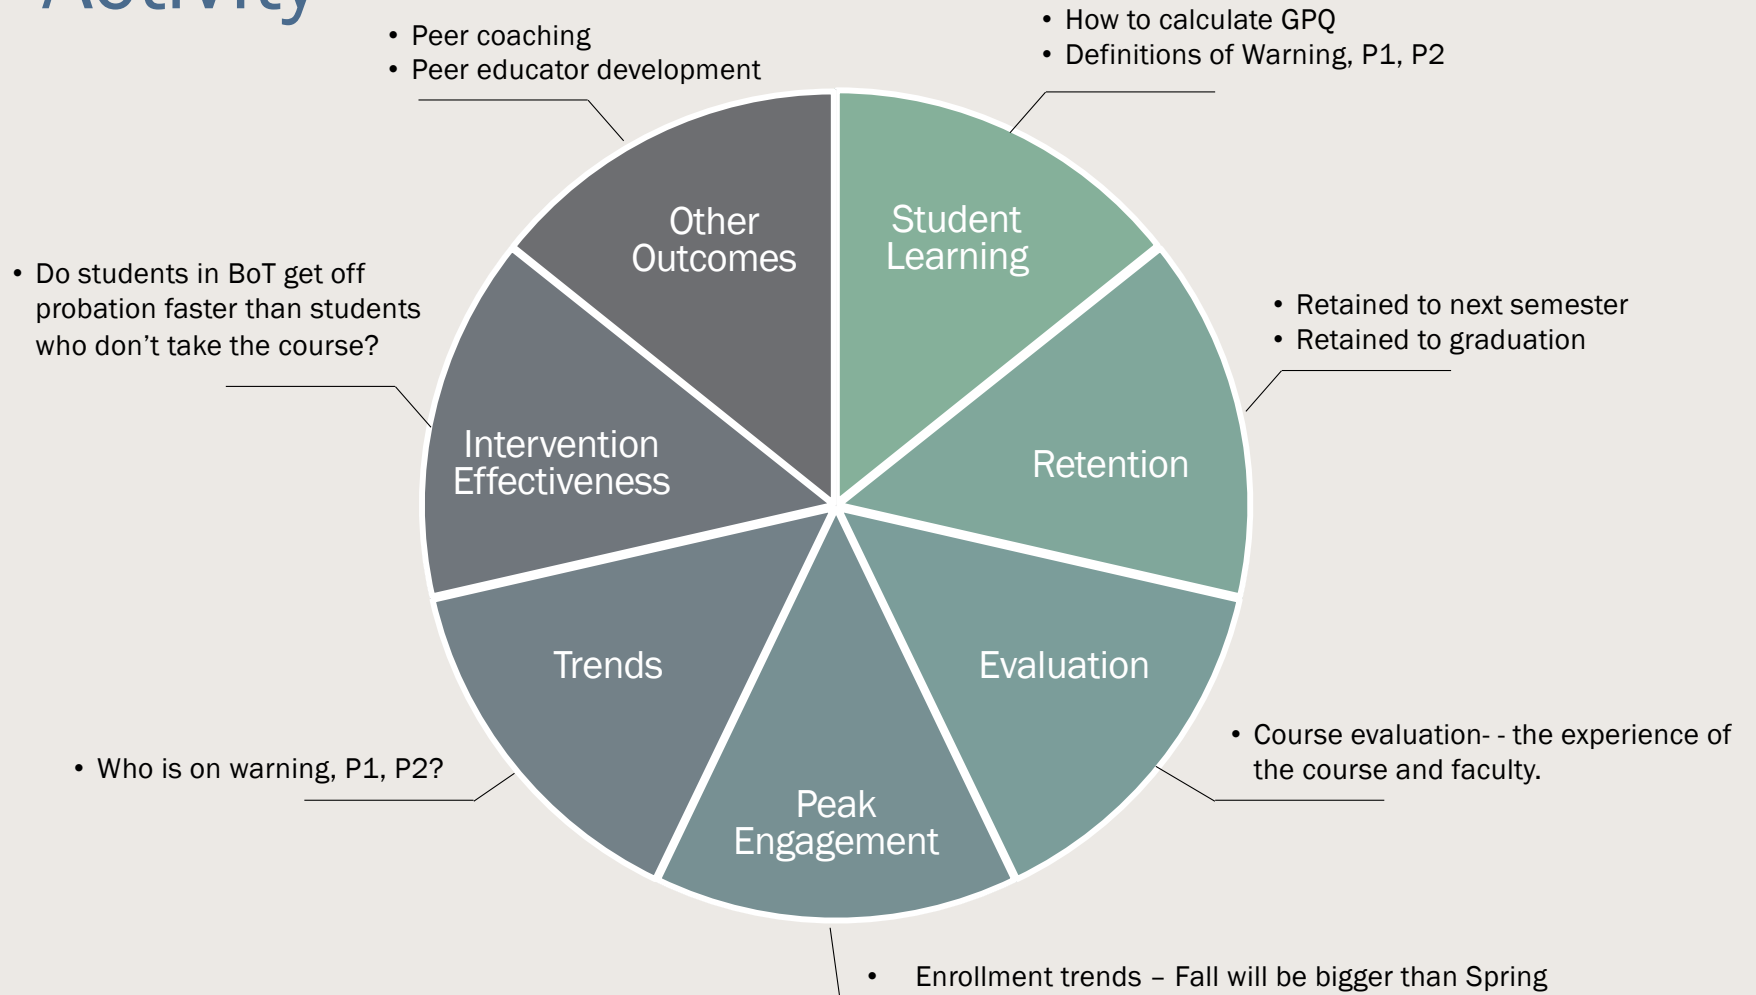 Activity
• Peer coaching
• Peer educator development
• How to calculate GPQ
• Definitions of Warning, P1, P2
Other
Outcomes
Student
Learning
• Do students in BoT get off
probation faster than students
who don’t take the course?
• Retained to next semester
• Retained to graduation
Intervention
Effectiveness
Retention
Trends
Evaluation
• Who is on warning, P1, P2?
• Course evaluation- - the experience of
the course and faculty.
Peak
Engagement
• Enrollment trends – Fall will be bigger than Spring